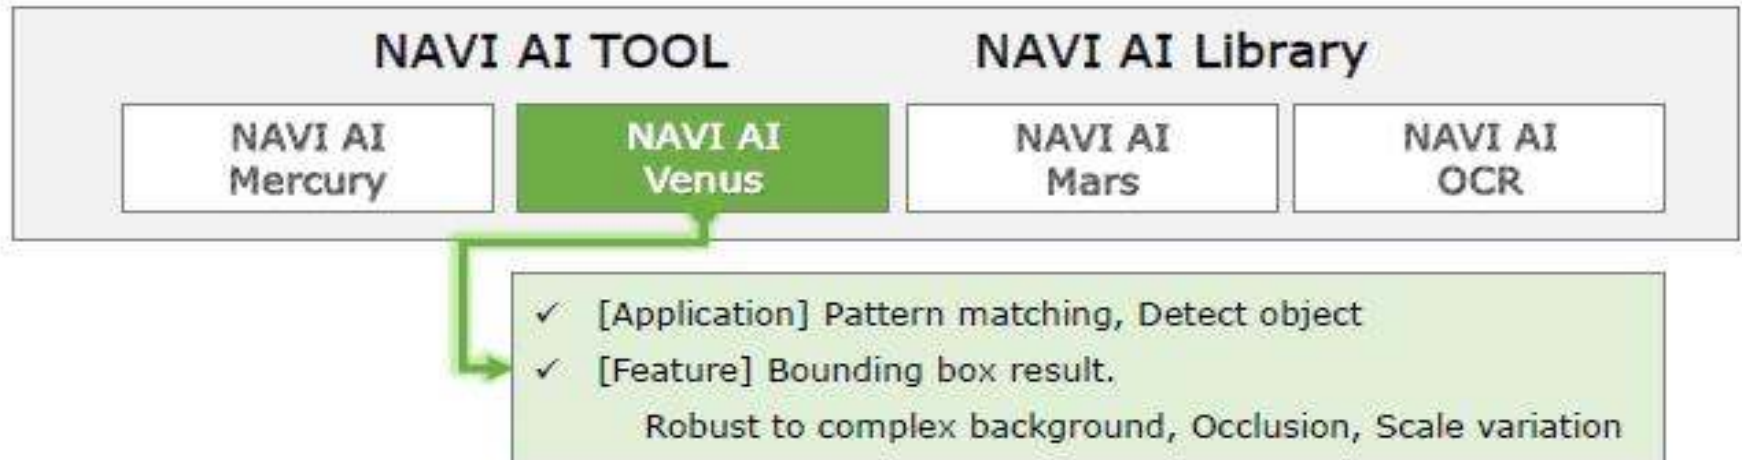 NAVI AI TOOL NAVI AI Library
NAVI AI
Mercury
NAVI AI
Venus
NAVI AI
Mars
NAVI AI
OCR
✓ [Application] Pattern matching, Detect object
✓ [Feature] Bounding box result.
Robust to complex background, Occlusion, Scale variation